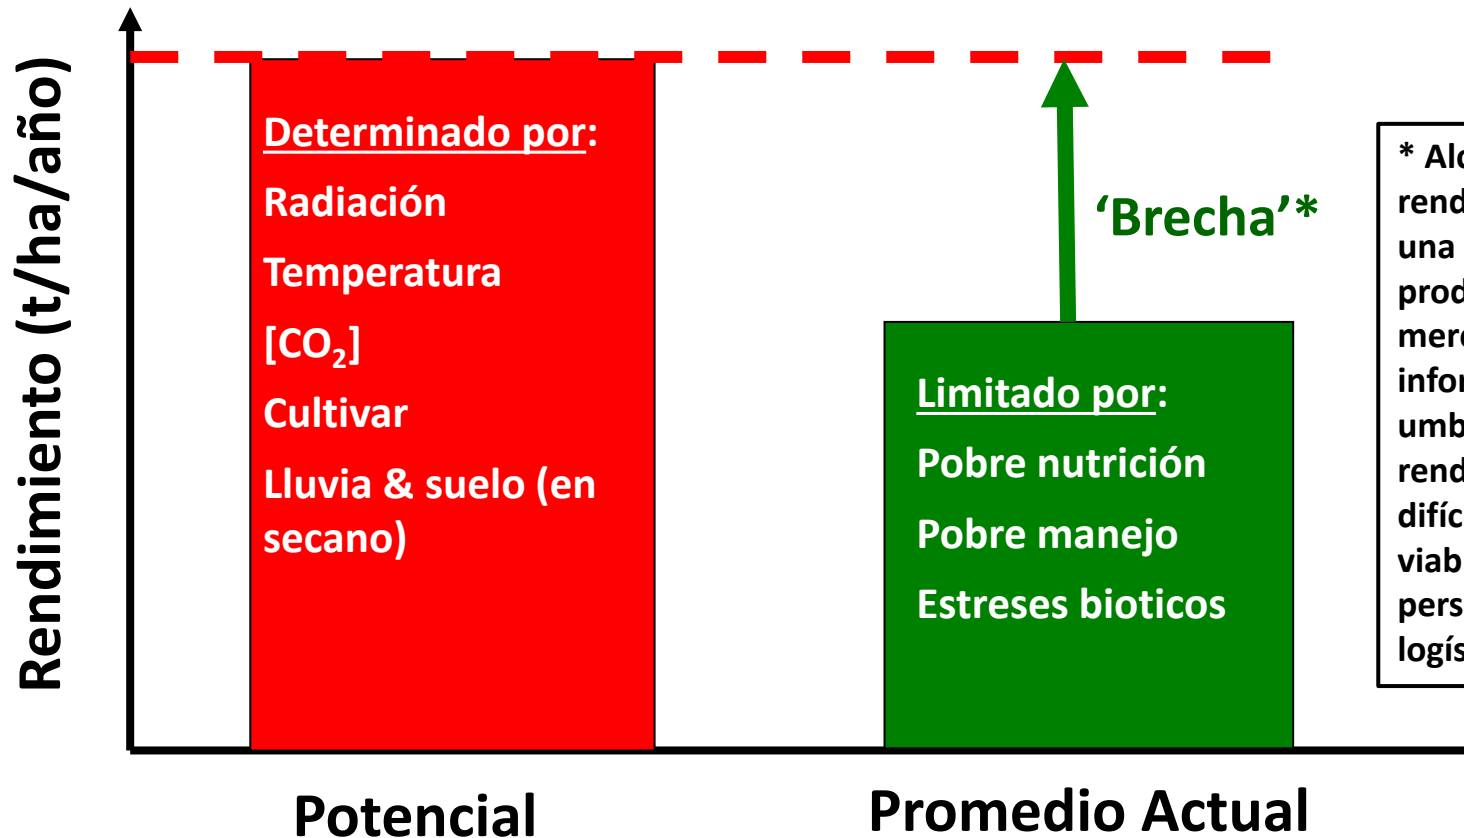 Rendimiento (t/ha/año)
Determinado por:
Radiación
Temperatura
[CO₂]
Cultivar
Lluvia & suelo (en
secano)
‘Brecha’*
Limitado por:
Pobre nutrición
Pobre manejo
Estreses bioticos
*
una
Potencial
Promedio Actual